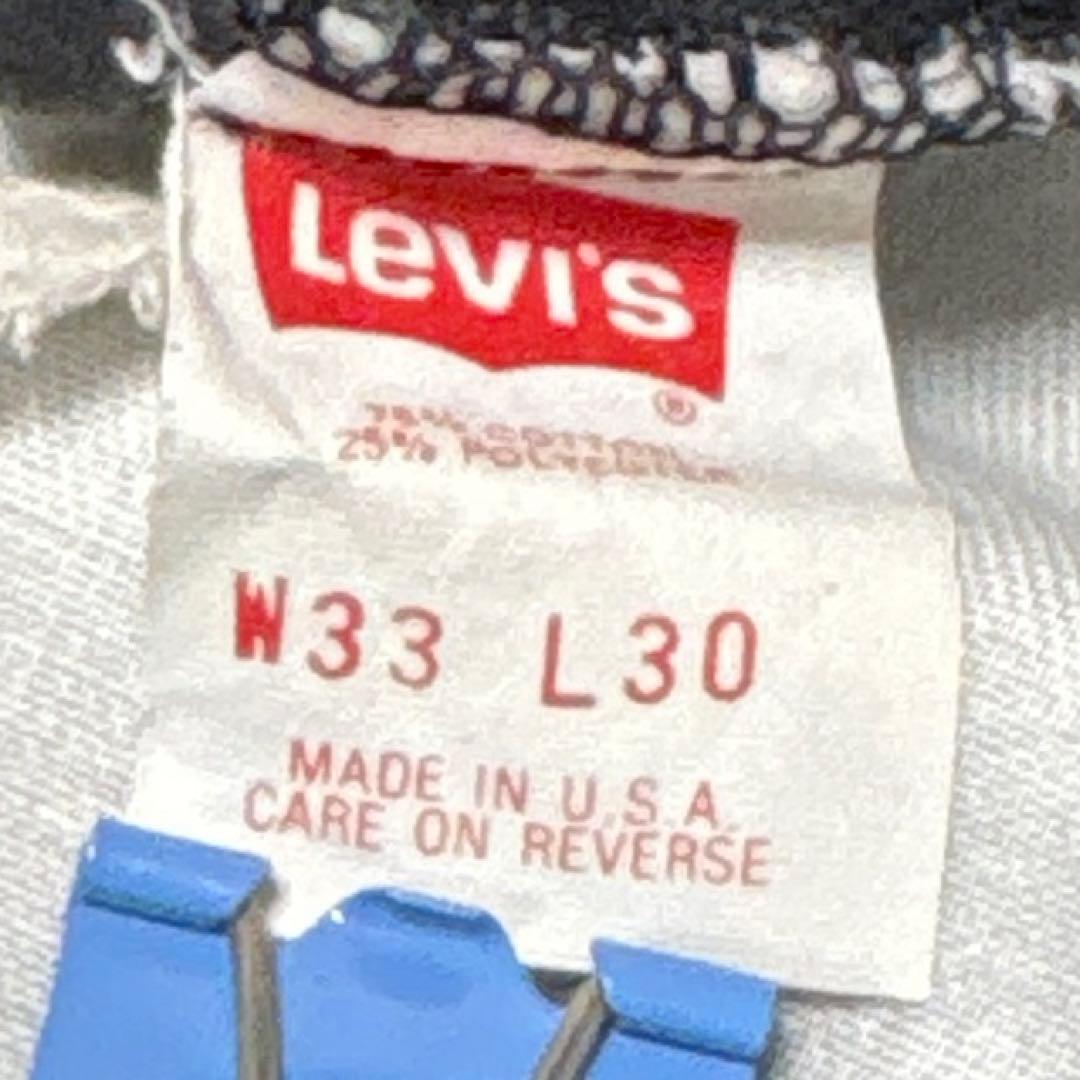 Levi's
®
75% COTTON
25% POLYESTER
W33 L30
MADE IN U.S.A.
CARE ON REVERSE